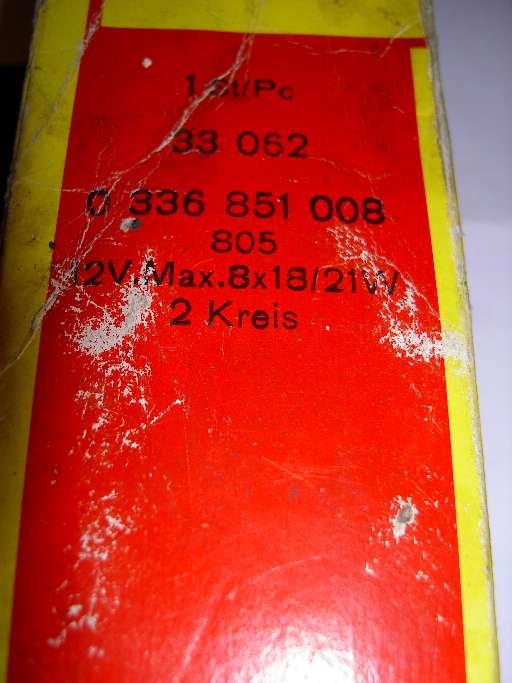 1 St/Pc
33 062
0 336 851 008
805
12V,Max.8x18/21W
2 Kreis